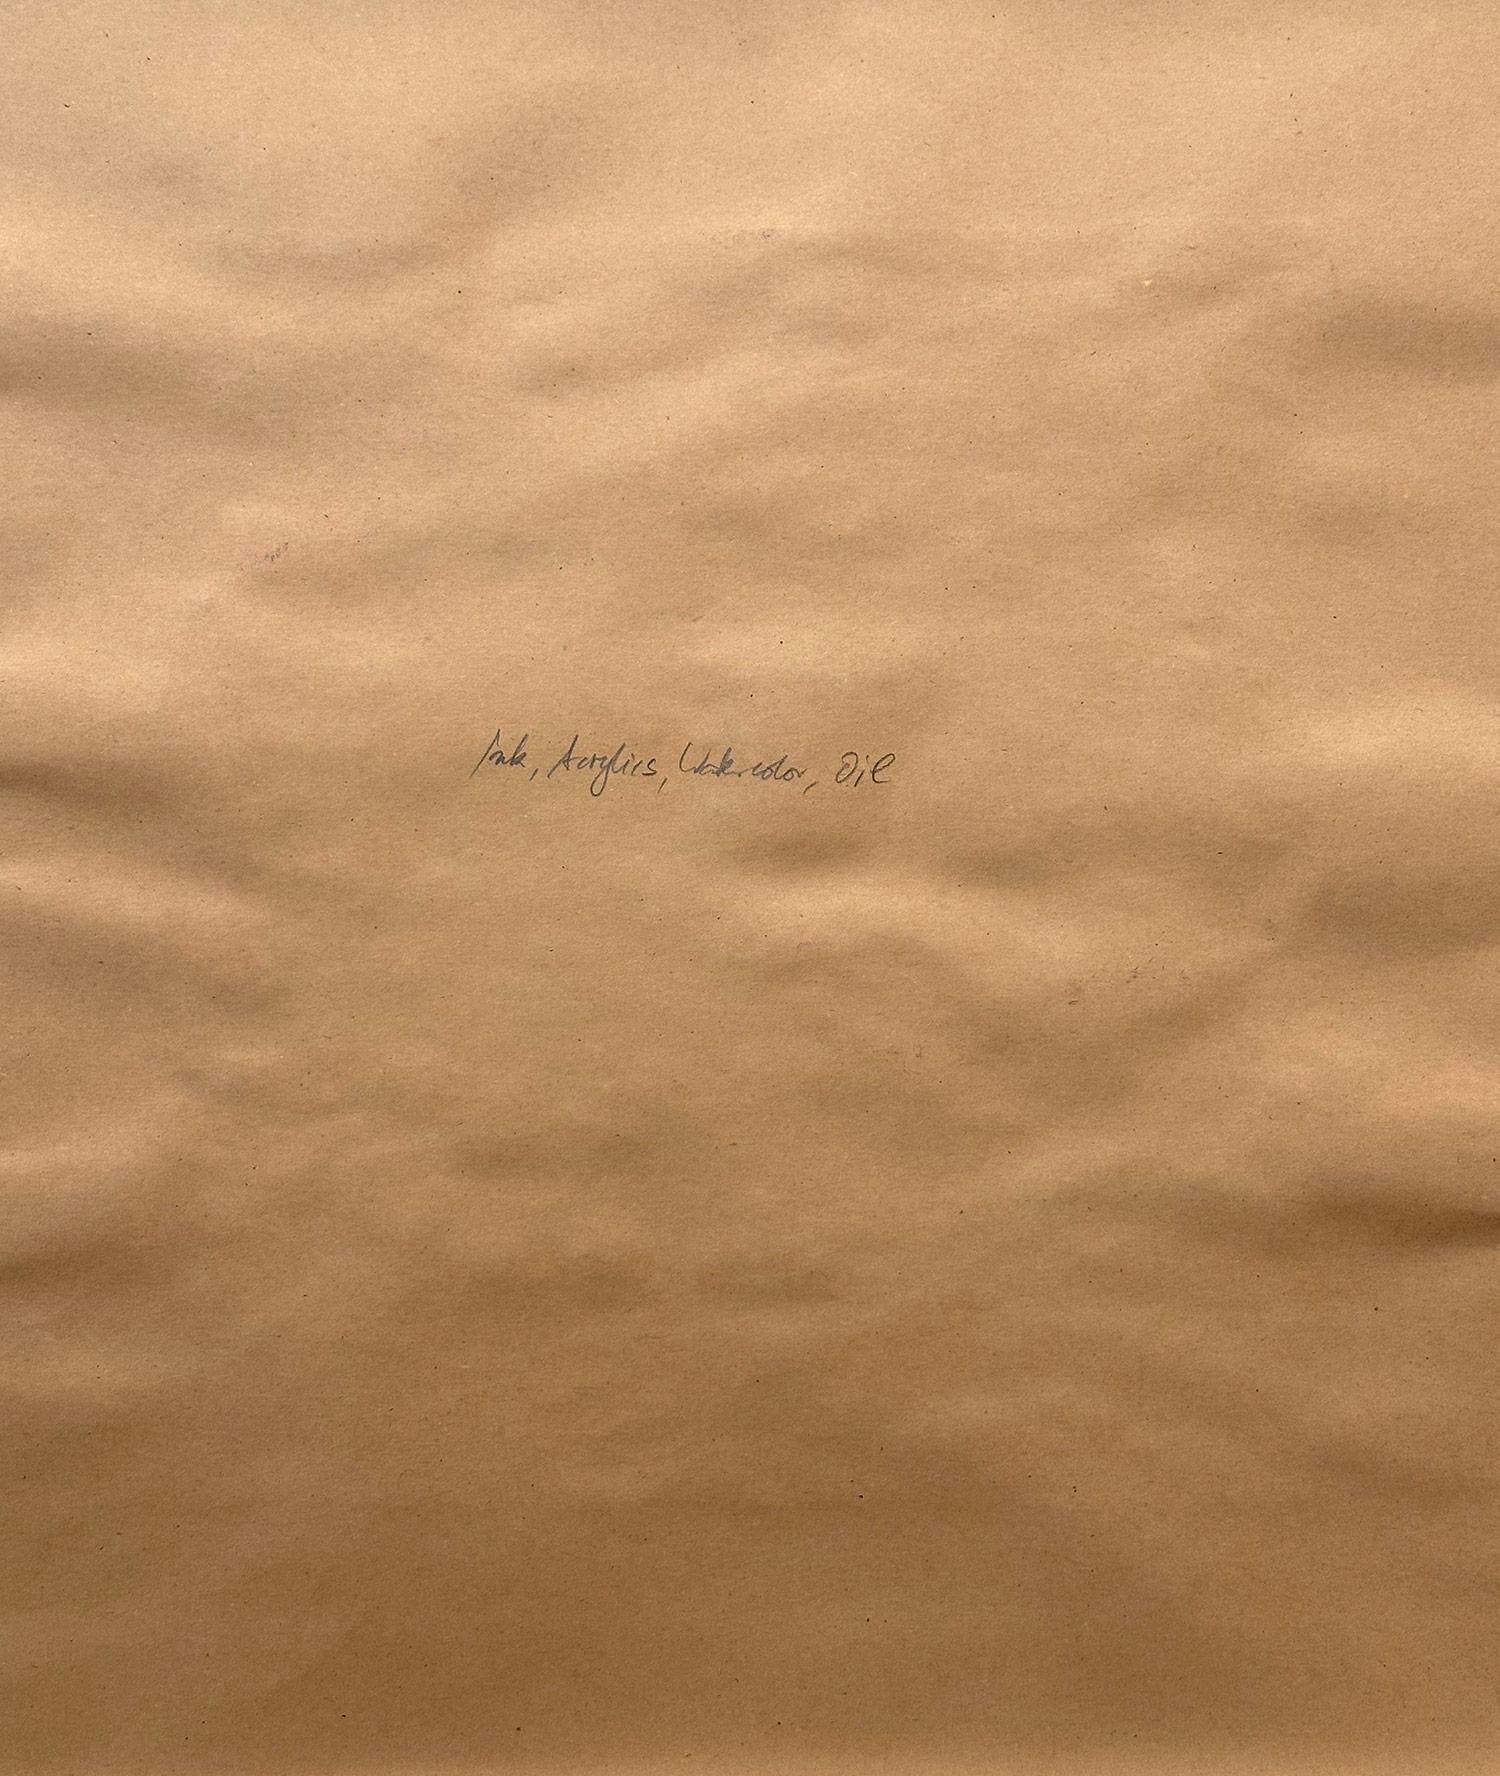 Ink, Acrylics, Watercolor, Oil